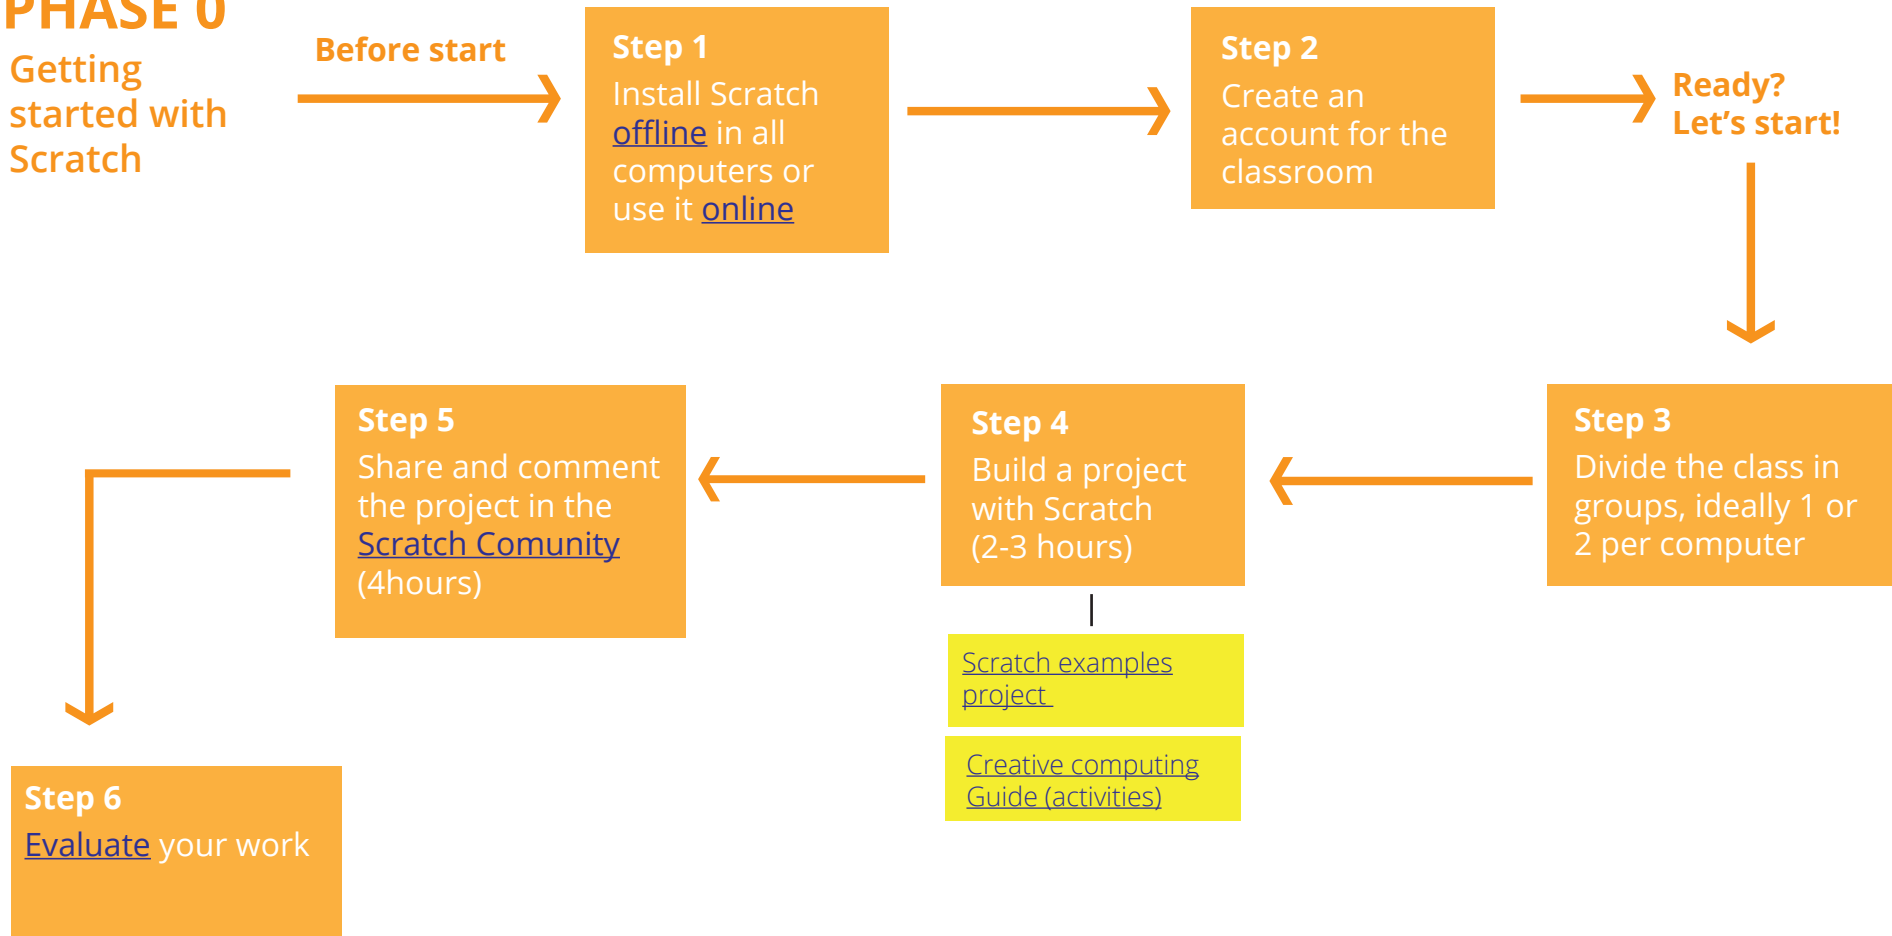 PHASE 0
Getting
started with
Scratch
Before start
Step 1
Install Scratch
offline in all
computers or
use it online
Step 2
Create an
account for the
classroom
Ready?
Let's start!
Step 3
Divide the class in
groups, ideally 1 or
2 per computer
Step 4
Build a project
with Scratch
(2-3 hours)
Scratch examples
project
Creative computing
Guide (activities)
Step 5
Share and comment
the project in the
Scratch Comunity
(4hours)
Step 6
Evaluate your work